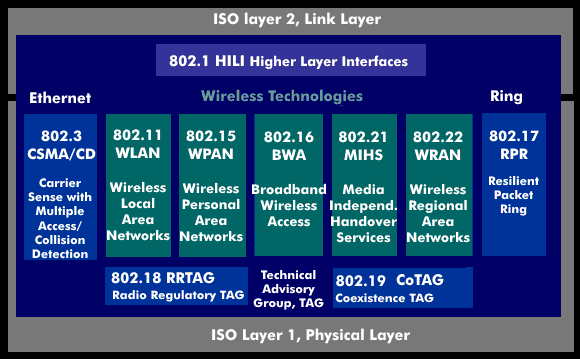 ISO layer 2, Link Layer
802.1 HILI Higher Layer Interfaces
Ethernet
Wireless Technologies
Ring
802.3
CSMA/CD
Carrier
Sense with
Multiple
Access/
Collision
Detection
802.11
WLAN
Wireless
Local
Area
Networks
802.15
WPAN
Wireless
Personal
Area
Networks
802.16
BWA
Broadband
Wireless
Access
802.21
MIHS
Media
Independ.
Handover
Services
802.22
WRAN
Wireless
Regional
Area
Networks
802.17
RPR
Resilient
Packet
Ring
802.18 RRTAG
Radio Regulatory TAG
Technical
Advisory
Group, TAG
802.19 CoTAG
Coexistence TAG
ISO Layer 1, Physical Layer